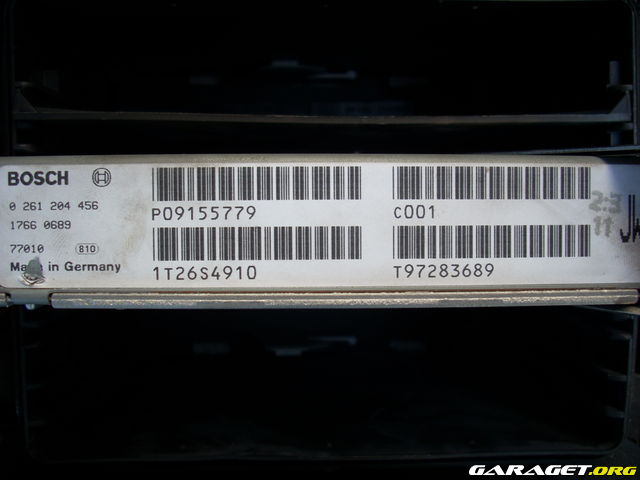 BOSCH
0 261 204 456
1766 0689
77010 810
Made in Germany
P09155779
1T26S4910
C001
T97283689
2.3
11
GARAGET.ORG